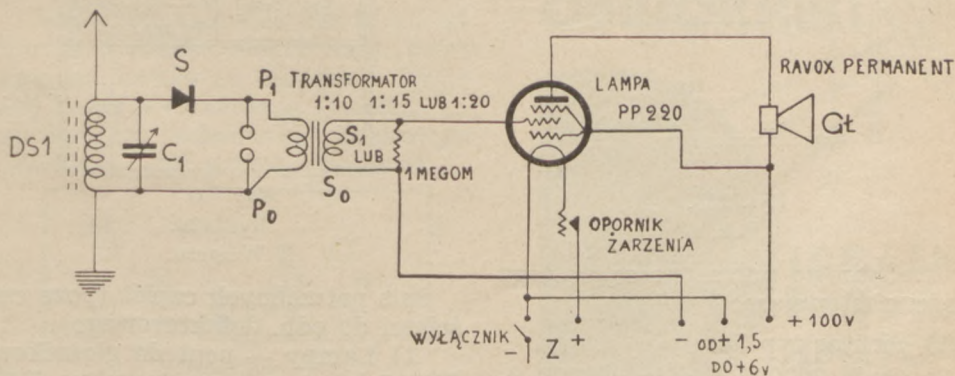 S
DS1
C1
P1 TRANSFORMATOR
1:10 1:15 LUB 1:20
S1
LUB
S0
P0
1 MEGOM
LAMPA
PP 220
RAVOX PERMANENT
GŁ
OPORNIK
ŻARZENIA
WYŁĄCZNIK
- Z +
- OD + 1,5
DO + 6V
+ 100V